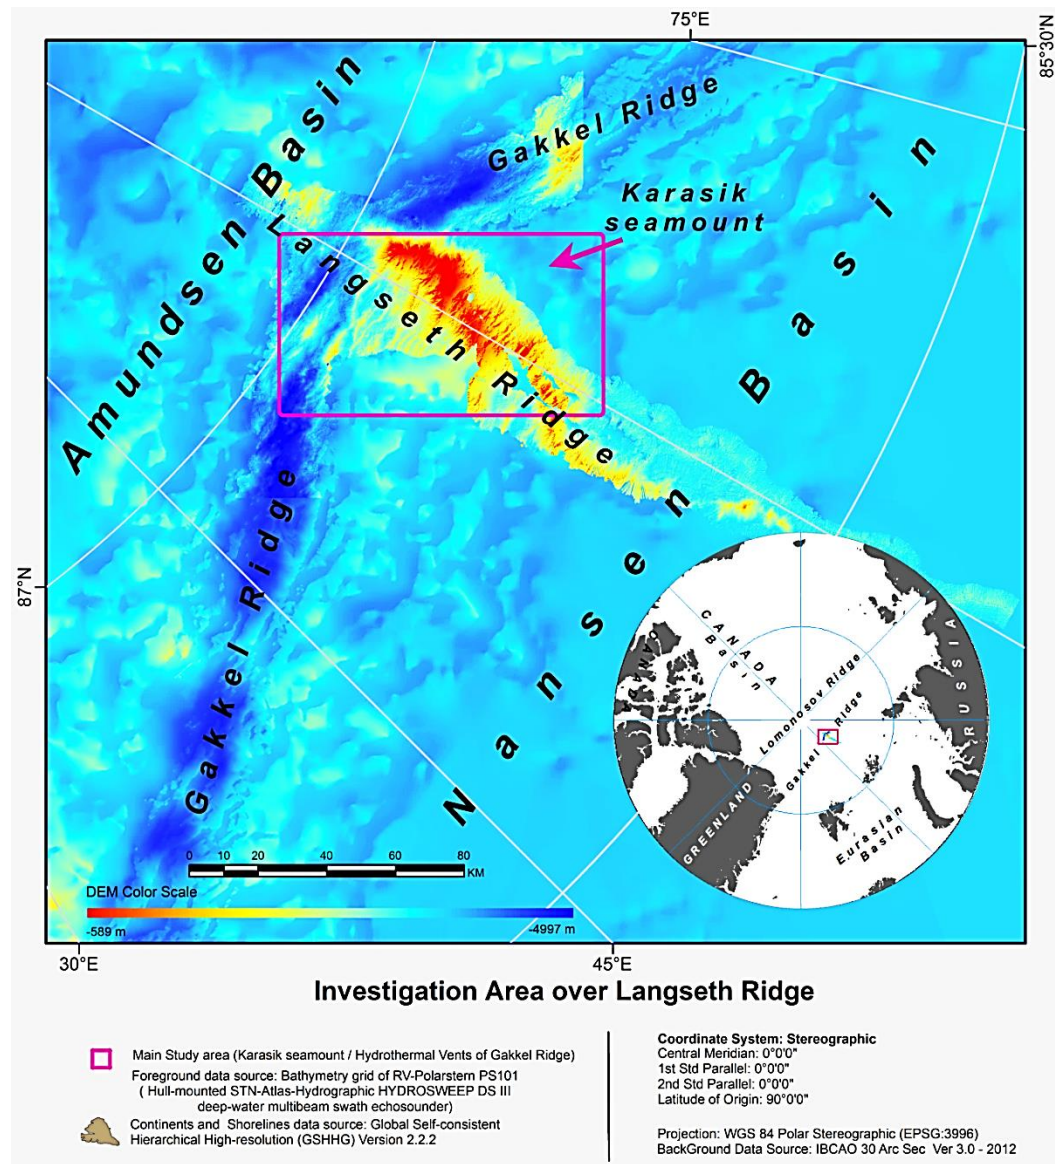 75°E
85°30'N
Amundsen Basin
Gakkel Ridge
Karasik
seamount
Langseth Ridge
Nansen Basin
Gakkel Ridge
87°N
CANADA
Basin
CANADA
Lomonosov Ridge
Gakkel Ridge
RUSSIA
GREENLAND
Eurasian
Basin
0 10 20 40 60 80
KM
DEM Color Scale
-589 m -4997 m
30°E 45°E
Investigation Area over Langseth Ridge
Main Study area (Karasik seamount / Hydrothermal Vents of Gakkel Ridge)
Foreground data source: Bathymetry grid of RV-Polarstern PS101
( Hull-mounted STN-Atlas-Hydrographic HYDROSWEEP DS III
deep-water multibeam swath echosounder)
Continents and Shorelines data source: Global Self-consistent
Hierarchical High-resolution (GSHHG) Version 2.2.2
Coordinate System: Stereographic
Central Meridian: 0°0'0"
1st Std Parallel: 0°0'0"
2nd Std Parallel: 0°0'0"
Latitude of Origin: 90°0'0"
Projection: WGS 84 Polar Stereographic (EPSG:3996)
BackGround Data Source: IBCAO 30 Arc Sec Ver 3.0 - 2012